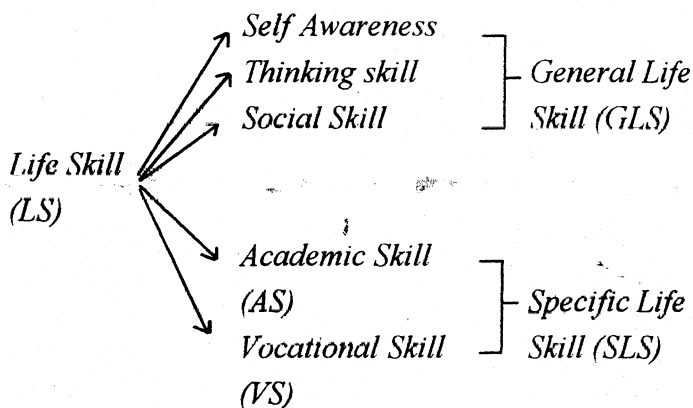 Self Awareness
Thinking skill
Social Skill
General Life
Skill (GLS)
Life Skill
(LS)
Academic Skill
(AS)
Vocational Skill
(VS)
Specific Life
Skill (SLS)